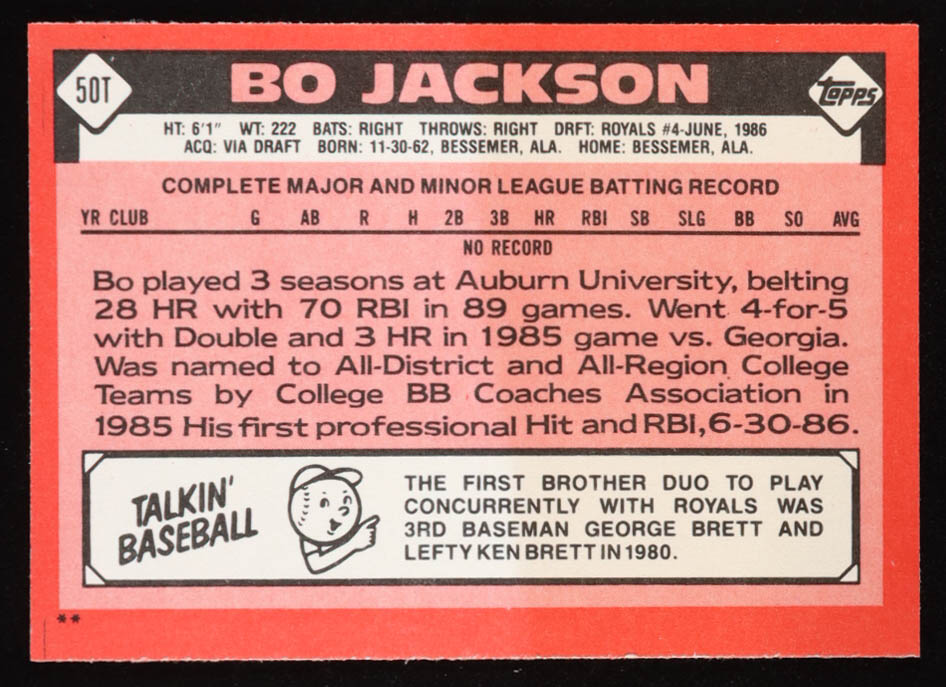 50T
BO JACKSON
TOPPS
HT: 6'1" WT: 222 BATS: RIGHT THROWS: RIGHT DRFT: ROYALS #4-JUNE, 1986
ACQ: VIA DRAFT BORN: 11-30-62, BESSEMER, ALA. HOME: BESSEMER, ALA.
COMPLETE MAJOR AND MINOR LEAGUE BATTING RECORD
YR CLUB G AB R H 2B 3B HR RBI SB SLG BB SO AVG
NO RECORD
Bo played 3 seasons at Auburn University, belting
28 HR with 70 RBI in 89 games. Went 4-for-5
with Double and 3 HR in 1985 game vs. Georgia.
Was named to All-District and All-Region College
Teams by College BB Coaches Association in
1985 His first professional Hit and RBI, 6-30-86.
TALKIN'
BASEBALL
THE FIRST BROTHER DUO TO PLAY
CONCURRENTLY WITH ROYALS WAS
3RD BASEMAN GEORGE BRETT AND
LEFTY KEN BRETT IN 1980.
**